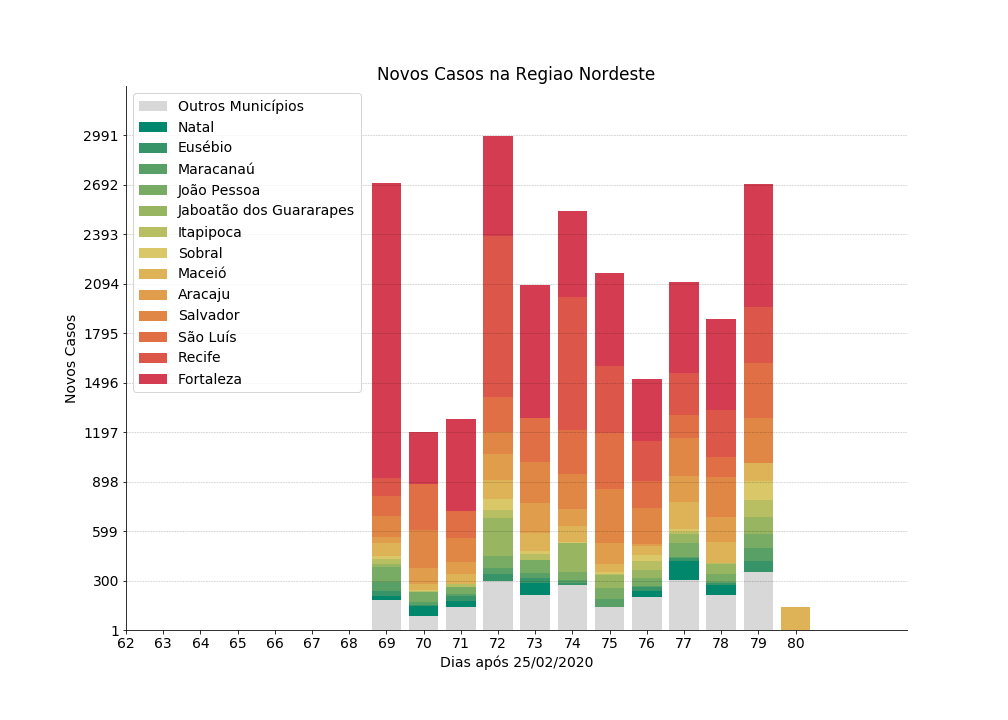 Novos Casos na Regiao Nordeste
Outros Municípios
Natal
Eusébio
Maracanaú
João Pessoa
Jaboatão dos Guararapes
Itapipoca
Sobral
Maceió
Aracaju
Salvador
São Luís
Recife
Fortaleza
Novos Casos
2991
2692
2393
2094
1795
1496
1197
898
599
300
1
62 63 64 65 66 67 68 69 70 71 72 73 74 75 76 77 78 79 80
Dias após 25/02/2020